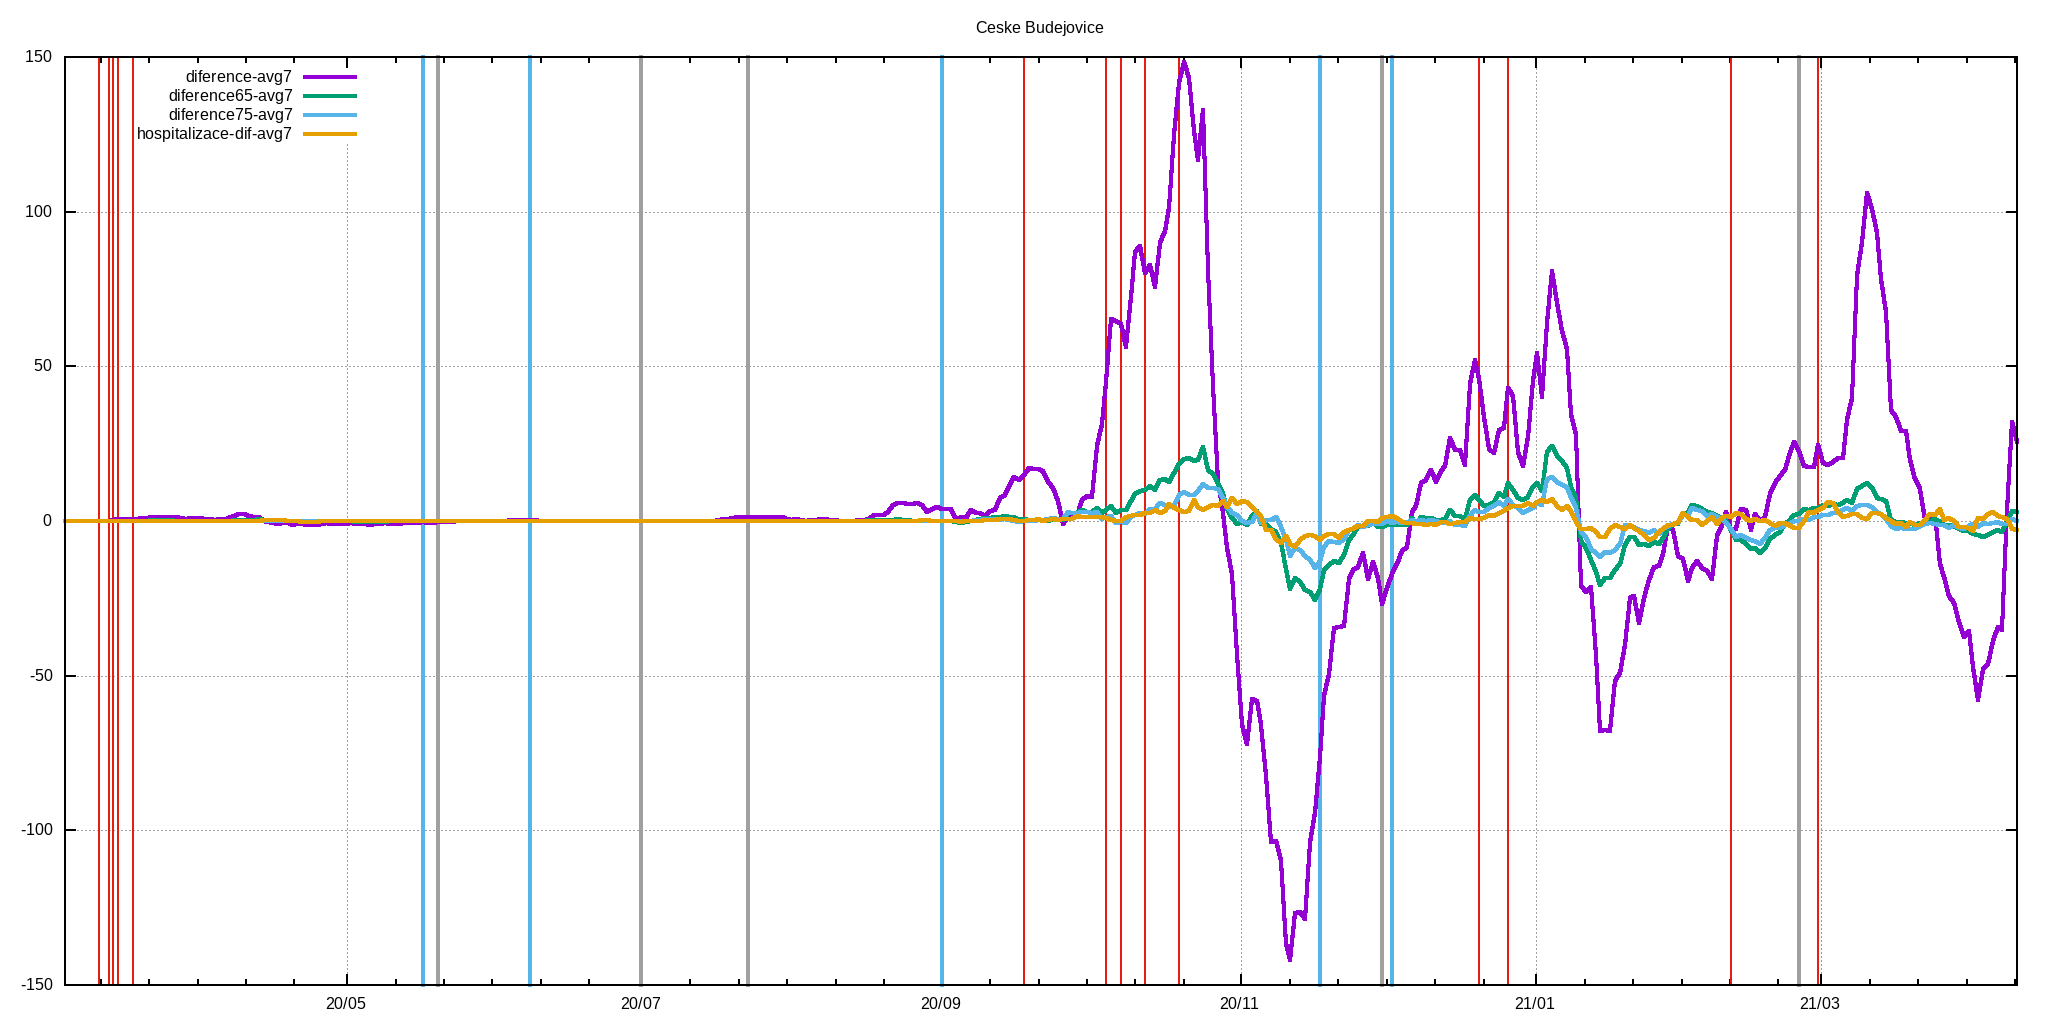 Ceske Budejovice
150
diference-avg7
diference65-avg7
diference75-avg7
hospitalizace-dif-avg7
100
50
0
-50
-100
-150
20/05 20/07 20/09 20/11 21/01 21/03